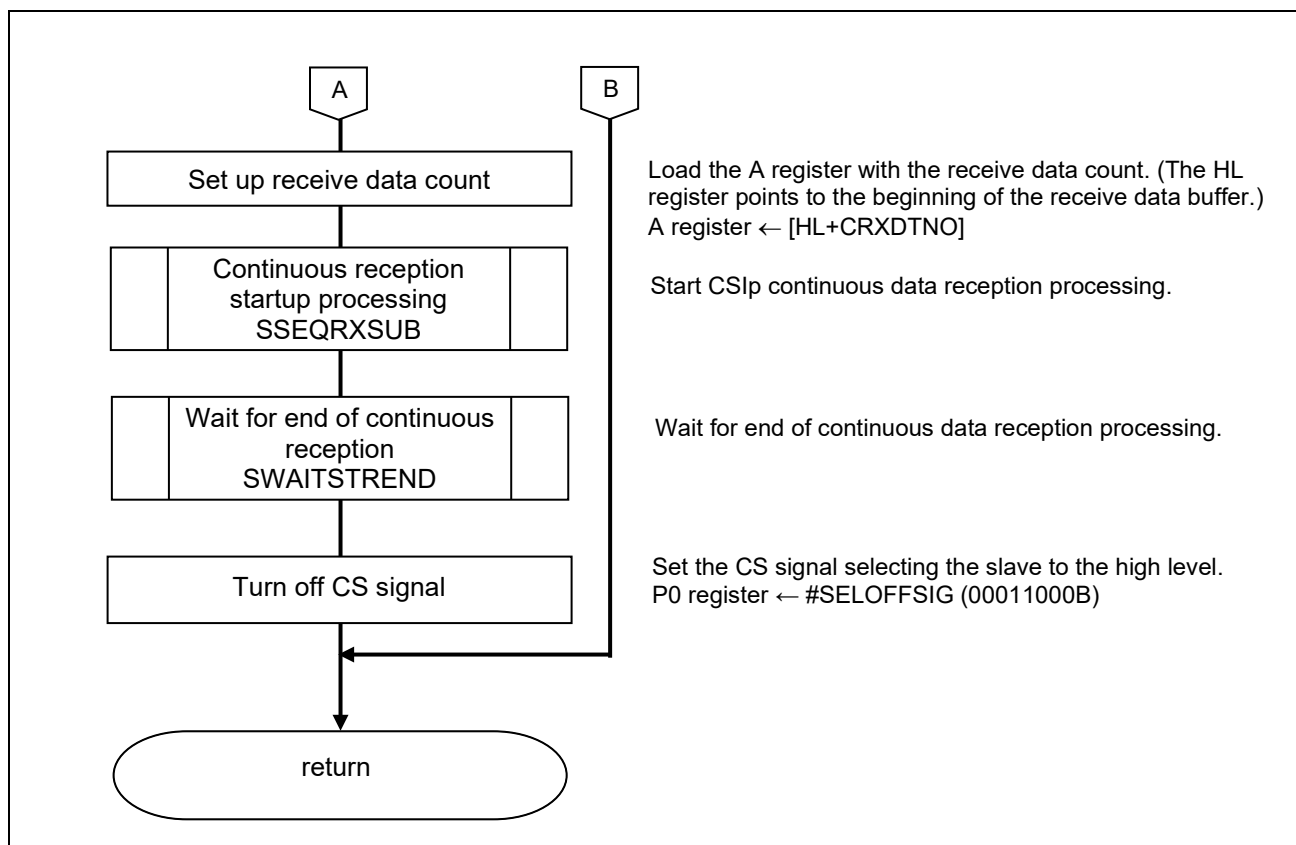 A
B
Set up receive data count
Load the A register with the receive data count. (The HL
register points to the beginning of the receive data buffer.)
A register ← [HL+CRXDTNO]
Continuous reception
startup processing
SSEQRXSUB
Start CSIp continuous data reception processing.
Wait for end of continuous
reception
SWAITSTREND
Wait for end of continuous data reception processing.
Turn off CS signal
Set the CS signal selecting the slave to the high level.
P0 register ← #SELOFFSIG (00011000B)
return